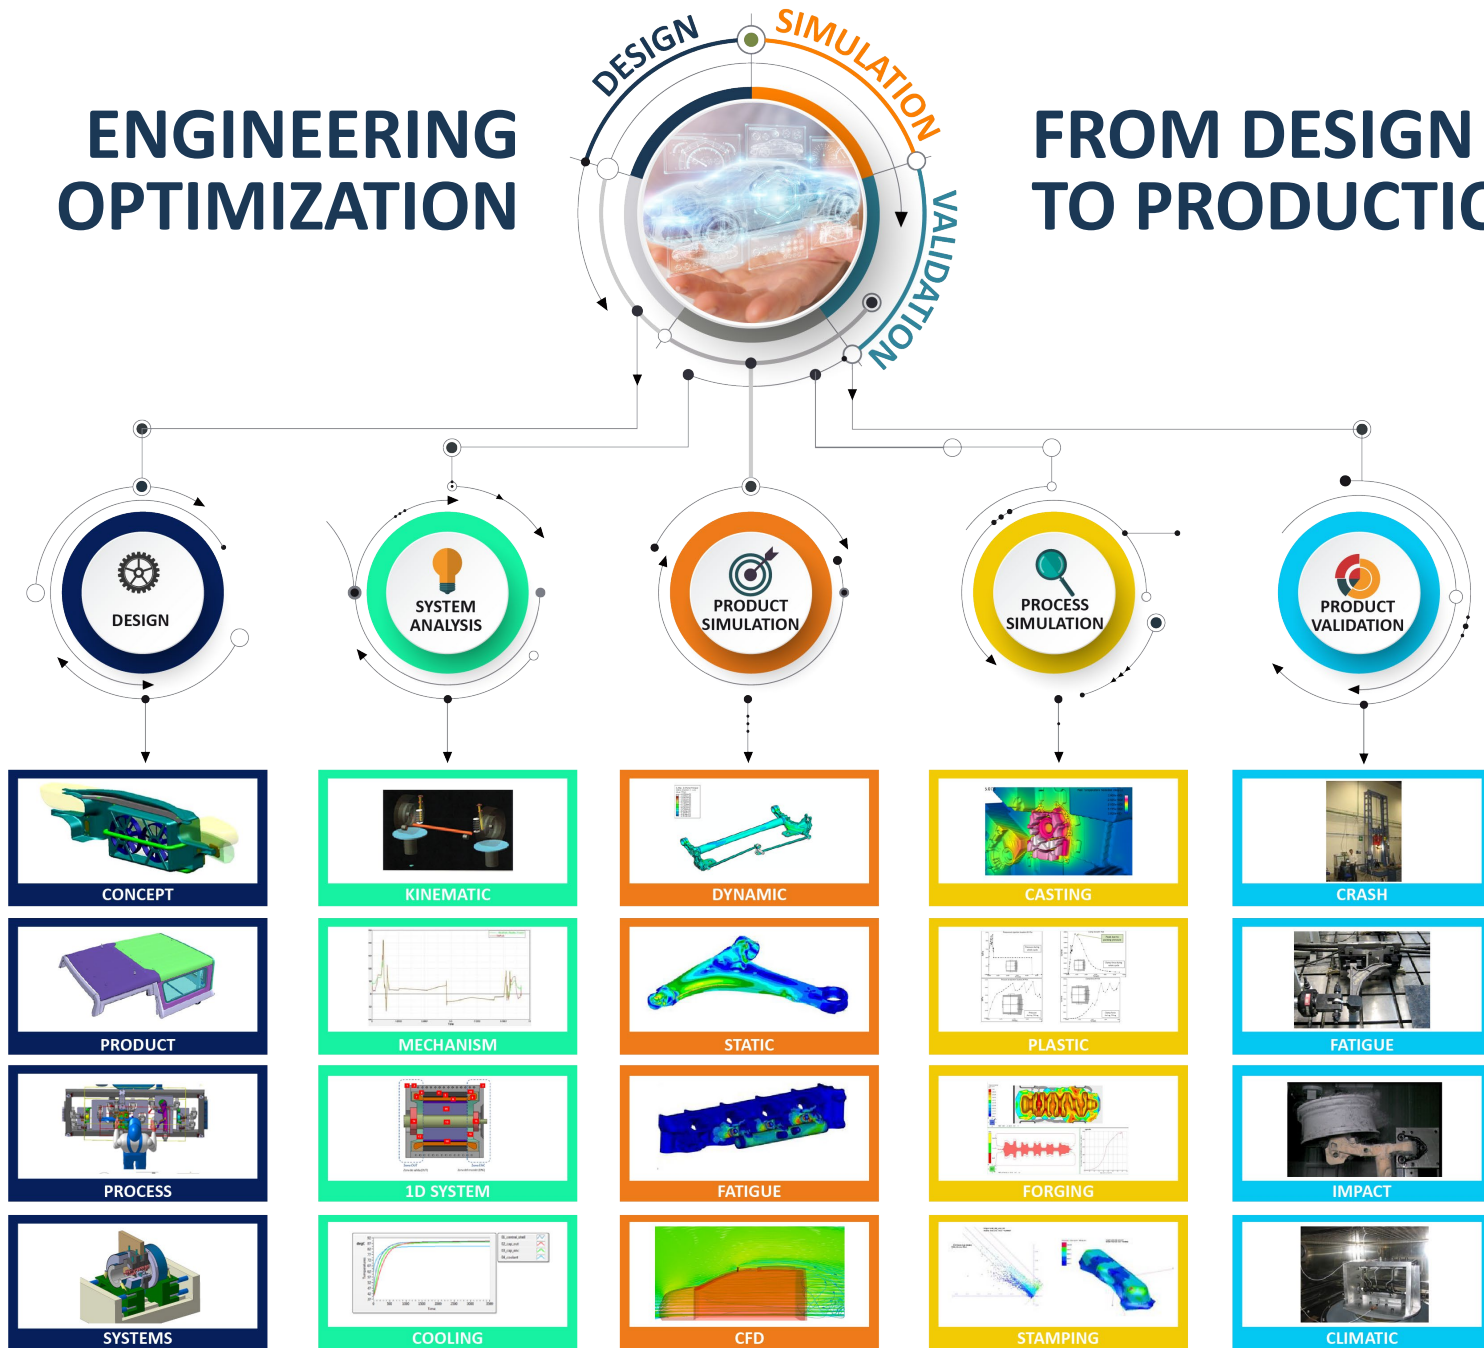 DESIGN
SIMULATION
VALIDATION
ENGINEERING
OPTIMIZATION
FROM DESIGN
TO PRODUCTIO
DESIGN
SYSTEM
ANALYSIS
PRODUCT
SIMULATION
PROCESS
SIMULATION
PRODUCT
VALIDATION
CONCEPT
KINEMATIC
DYNAMIC
CASTING
CRASH
PRODUCT
MECHANISM
STATIC
PLASTIC
FATIGUE
PROCESS
1D SYSTEM
FATIGUE
FORGING
IMPACT
SYSTEMS
COOLING
CFD
STAMPING
CLIMATIC